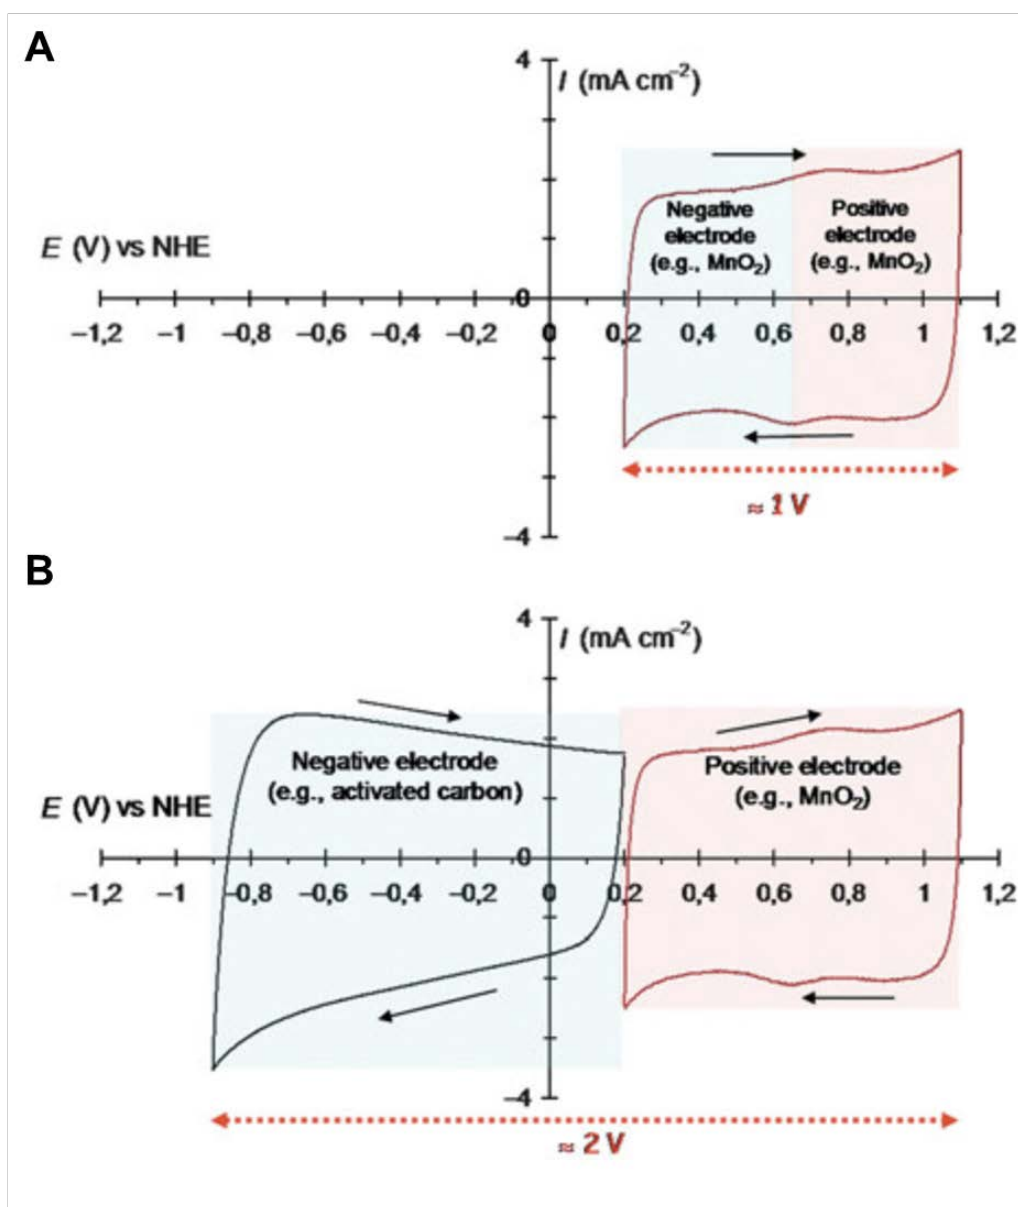 A
4
I (mA cm⁻²)
Negative
electrode
(e.g., MnO₂)
Positive
electrode
(e.g., MnO₂)
E (V) vs NHE
0
−1,2 −1 −0,8 −0,6 −0,4 −0,2 0 0,2 0,4 0,6 0,8 1 1,2
≈ 1 V
−4
B
4
I (mA cm⁻²)
Negative electrode
(e.g., activated carbon)
Positive electrode
(e.g., MnO₂)
E (V) vs NHE
0
−1,2 −1 −0,8 −0,6 −0,4 −0,2 0 0,2 0,4 0,6 0,8 1 1,2
−4
≈ 2 V